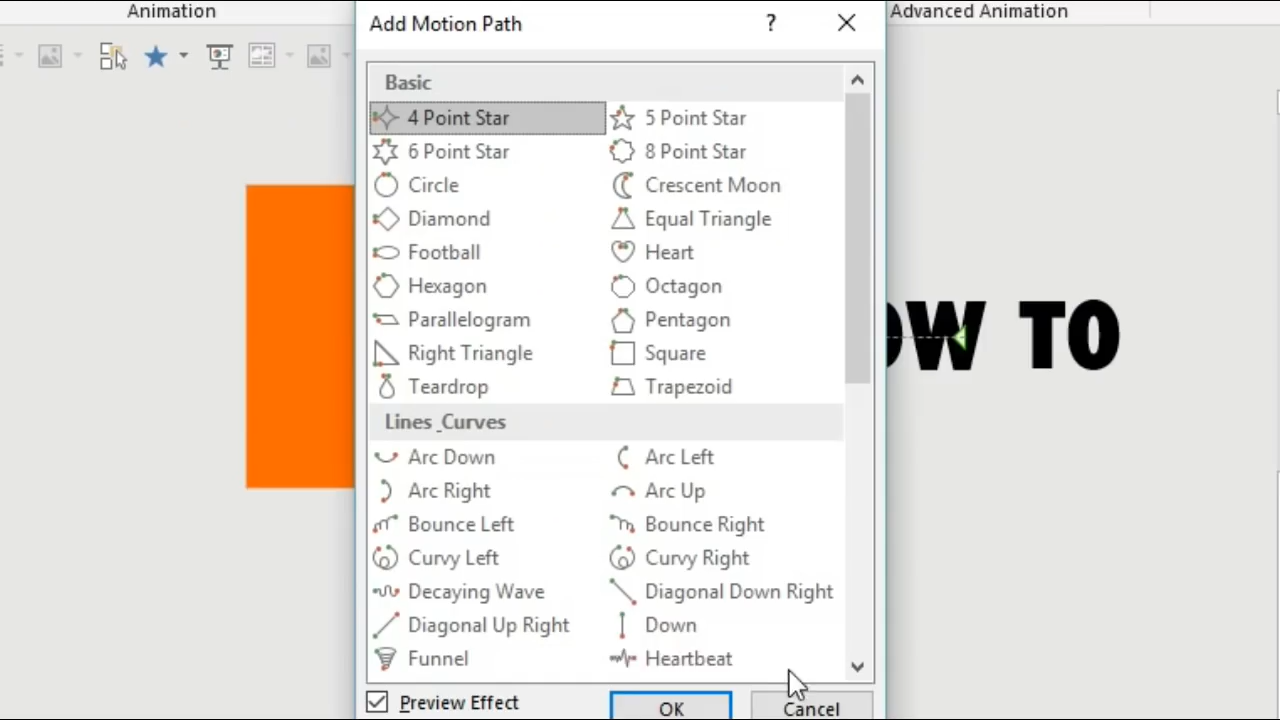 Animation
Add Motion Path
?
Advanced Animation
Basic
4 Point Star
5 Point Star
6 Point Star
8 Point Star
Circle
Crescent Moon
Diamond
Equal Triangle
Football
Heart
Hexagon
Octagon
Parallelogram
Pentagon
Right Triangle
Square
Teardrop
Trapezoid
OW TO
Lines_Curves
Arc Down
Arc Left
Arc Right
Arc Up
Bounce Left
Bounce Right
Curvy Left
Curvy Right
Decaying Wave
Diagonal Down Right
Diagonal Up Right
Down
Funnel
Heartbeat
Preview Effect
OK
Cancel